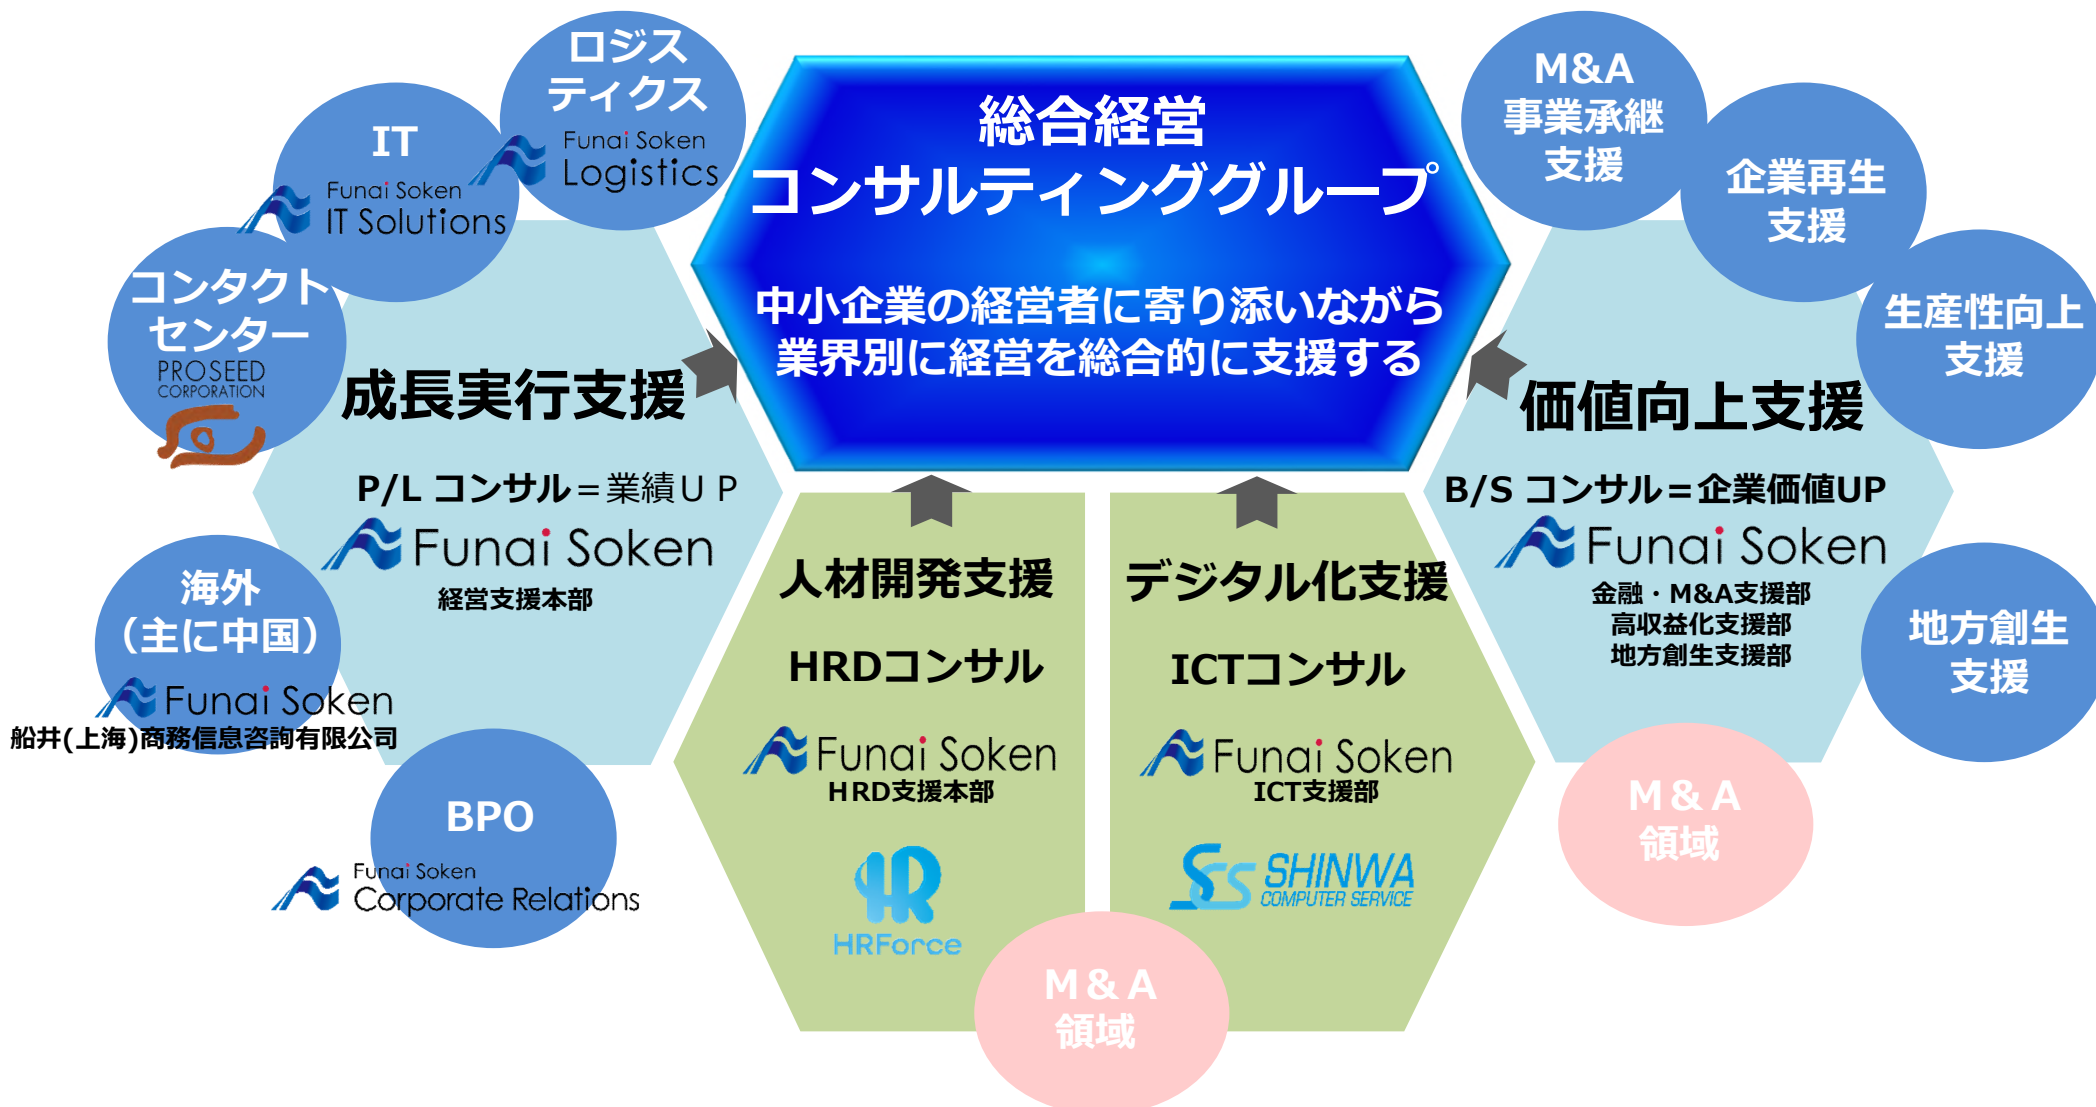 総合経営
コンサルティンググループ
中小企業の経営者に寄り添いながら
業界別に経営を総合的に支援する
ロジス
ティクス
Funai Soken
Logistics
IT
Funai Soken
IT Solutions
コンタクト
センター
PROSEED
CORPORATION
成長実行支援
P/L コンサル＝業績ＵＰ
Funai Soken
経営支援本部
海外
（主に中国）
Funai Soken
船井(上海)商務信息咨詢有限公司
BPO
Funai Soken
Corporate Relations
人材開発支援
HRDコンサル
Funai Soken
HRD支援本部
HR
HRForce
デジタル化支援
ICTコンサル
Funai Soken
ICT支援部
SCS SHINWA
COMPUTER SERVICE
M＆A
領域
M&A
事業承継
支援
企業再生
支援
生産性向上
支援
価値向上支援
B/S コンサル＝企業価値UP
Funai Soken
金融・M&A支援部
高収益化支援部
地方創生支援部
地方創生
支援
M＆A
領域